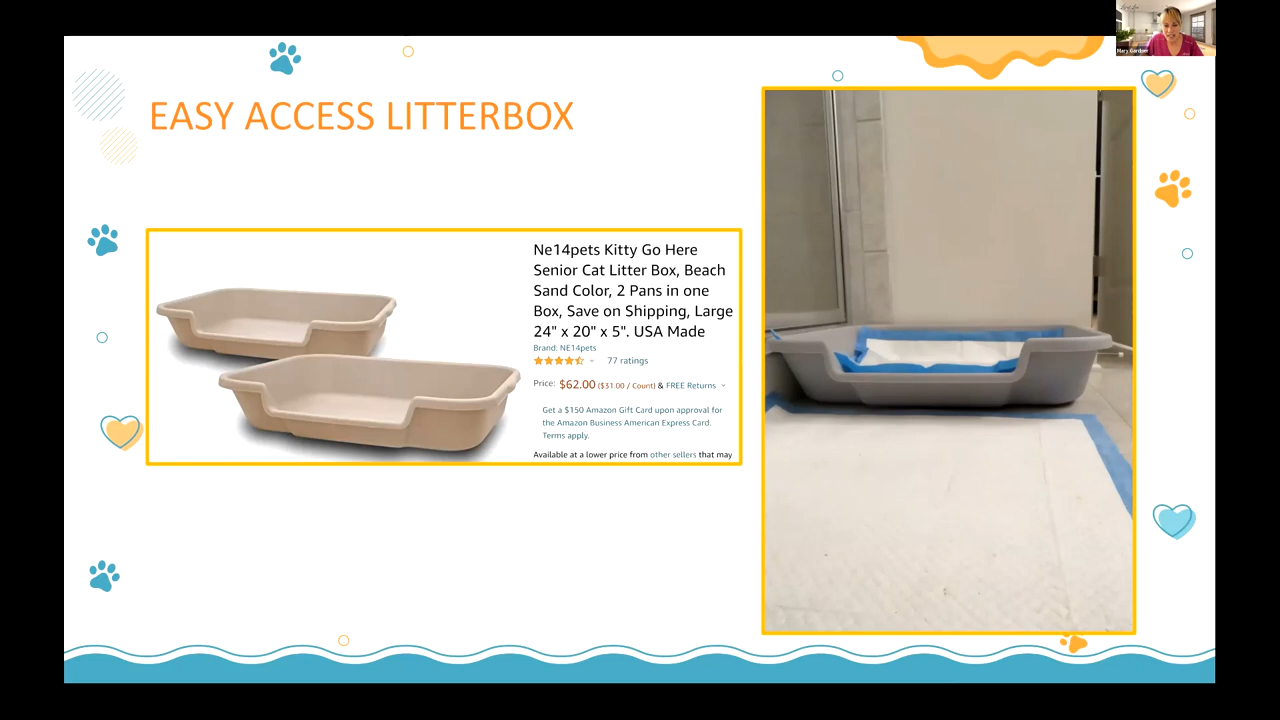 Mary Gardner
EASY ACCESS LITTERBOX
Ne14pets Kitty Go Here
Senior Cat Litter Box, Beach
Sand Color, 2 Pans in one
Box, Save on Shipping, Large
24" x 20" x 5". USA Made
Brand: NE14pets
77 ratings
Price: $62.00 ($31.00 / Count) & FREE Returns
Get a $150 Amazon Gift Card upon approval for
the Amazon Business American Express Card.
Terms apply.
Available at a lower price from other sellers that may